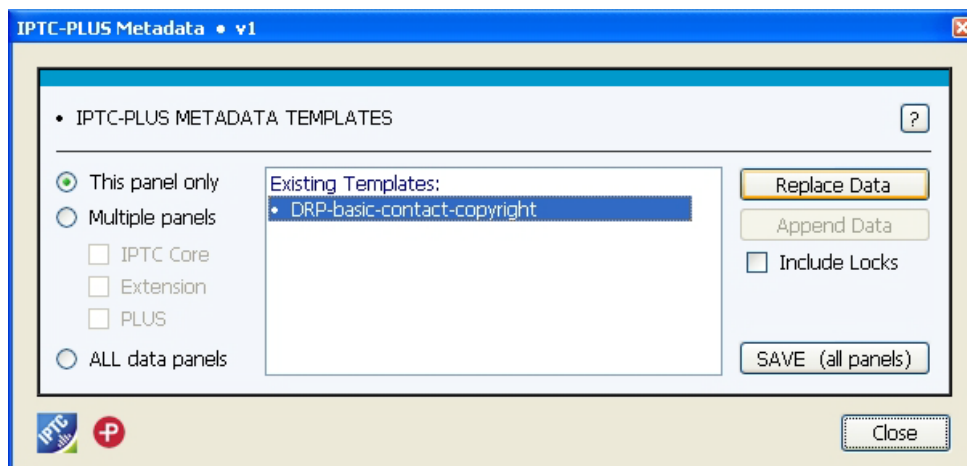 IPTC-PLUS Metadata • v1
• IPTC-PLUS METADATA TEMPLATES
?
This panel only
Multiple panels
IPTC Core
Extension
PLUS
ALL data panels
Existing Templates:
• DRP-basic-contact-copyright
Replace Data
Append Data
Include Locks
SAVE (all panels)
IPTC
P
Close